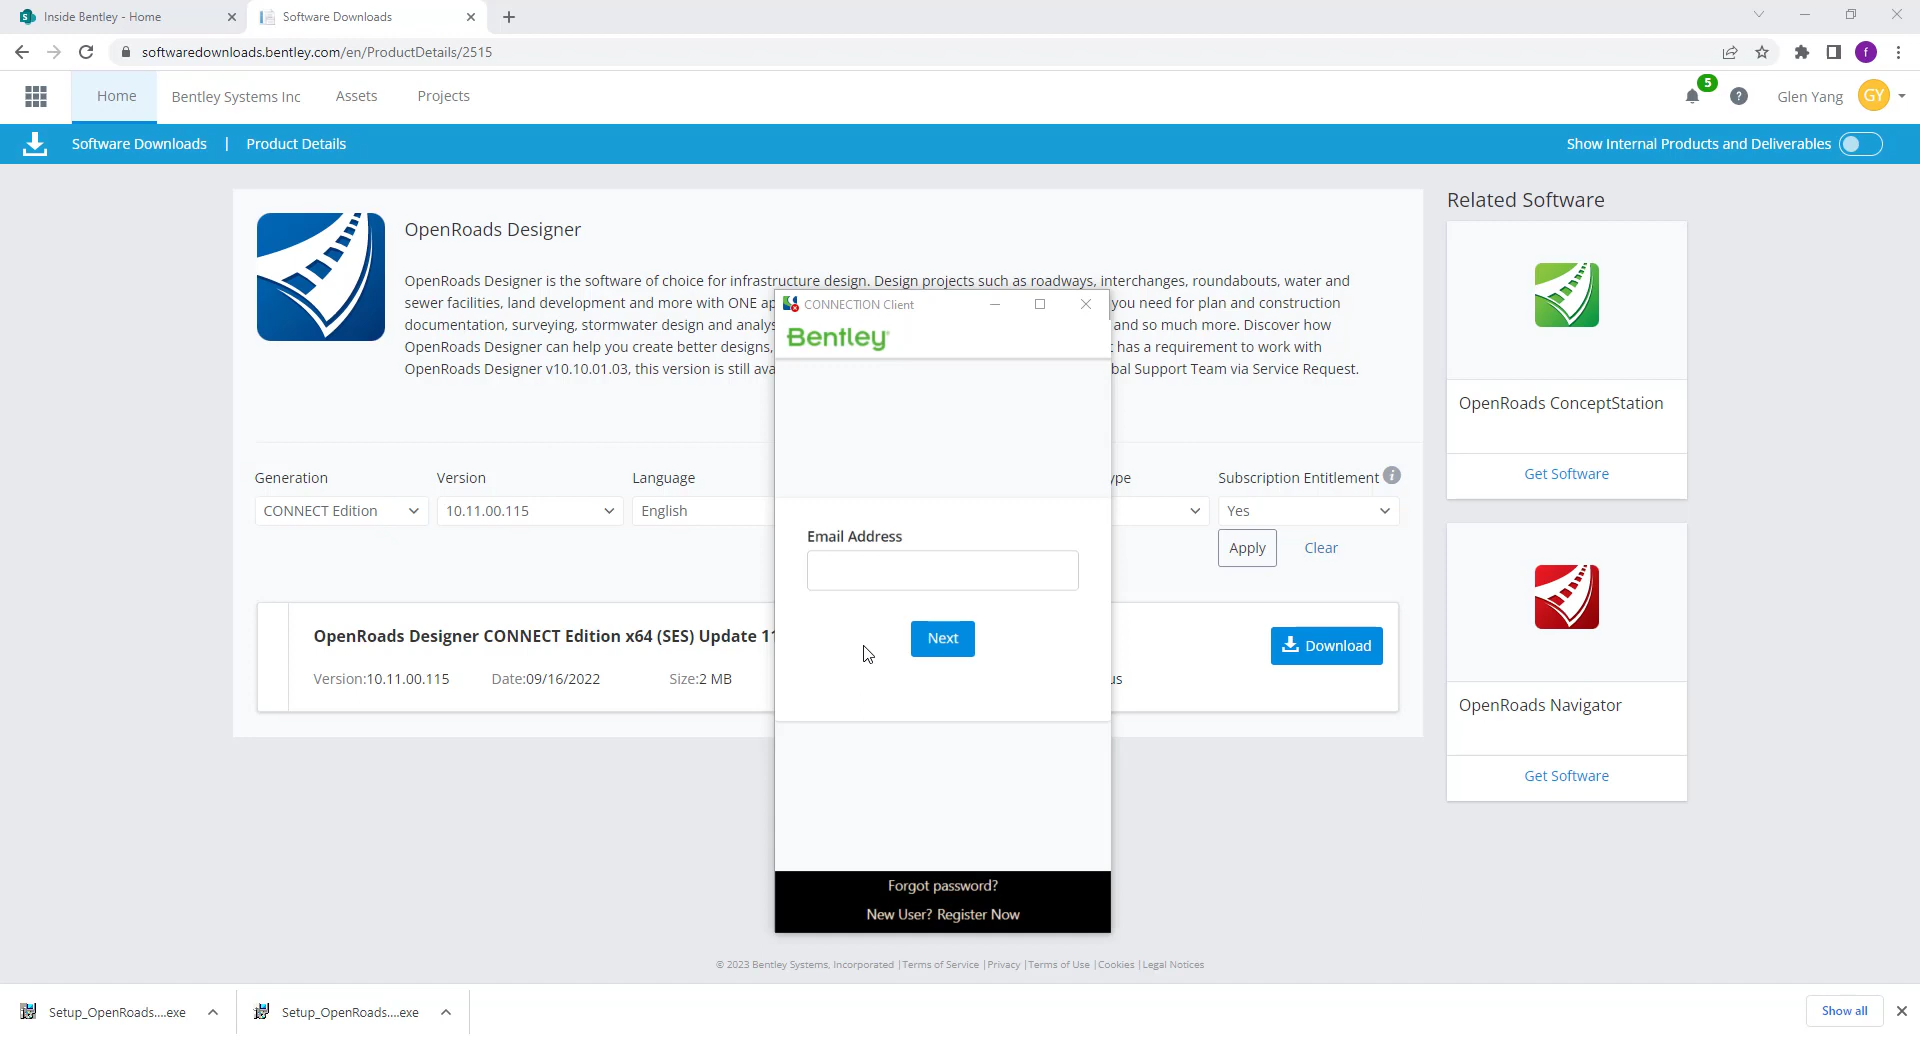 Inside Bentley - Home
Software Downloads
softwaredownloads.bentley.com/en/ProductDetails/2515
f
Home
Bentley Systems Inc
Assets
Projects
5
?
Glen Yang
GY
Software Downloads | Product Details
Show Internal Products and Deliverables
OpenRoads Designer
OpenRoads Designer is the software of choice for infrastructure design. Design projects such as roadways, interchanges, roundabouts, water and
sewer facilities, land development and more with ONE
you need for plan and construction
documentation, surveying, stormwater design and
and so much more. Discover how
OpenRoads Designer can help you create better designs,
has a requirement to work with
OpenRoads Designer v10.10.01.03, this version is still
Support Team via Service Request.
Generation
Version
Language
Subscription Entitlement
CONNECT Edition
10.11.00.115
English
Yes
Apply
Clear
OpenRoads Designer CONNECT Edition x64 (SES) Update
Version:10.11.00.115
Date:09/16/2022
Size:2 MB
Download
CONNECTION Client
Bentley
Email Address
Next
Forgot password?
New User? Register Now
Related Software
OpenRoads ConceptStation
Get Software
OpenRoads Navigator
Get Software
© 2023 Bentley Systems, Incorporated |Terms of Service |Privacy |Terms of Use |Cookies |Legal Notices
Setup_OpenRoads....exe
Setup_OpenRoads....exe
Show all